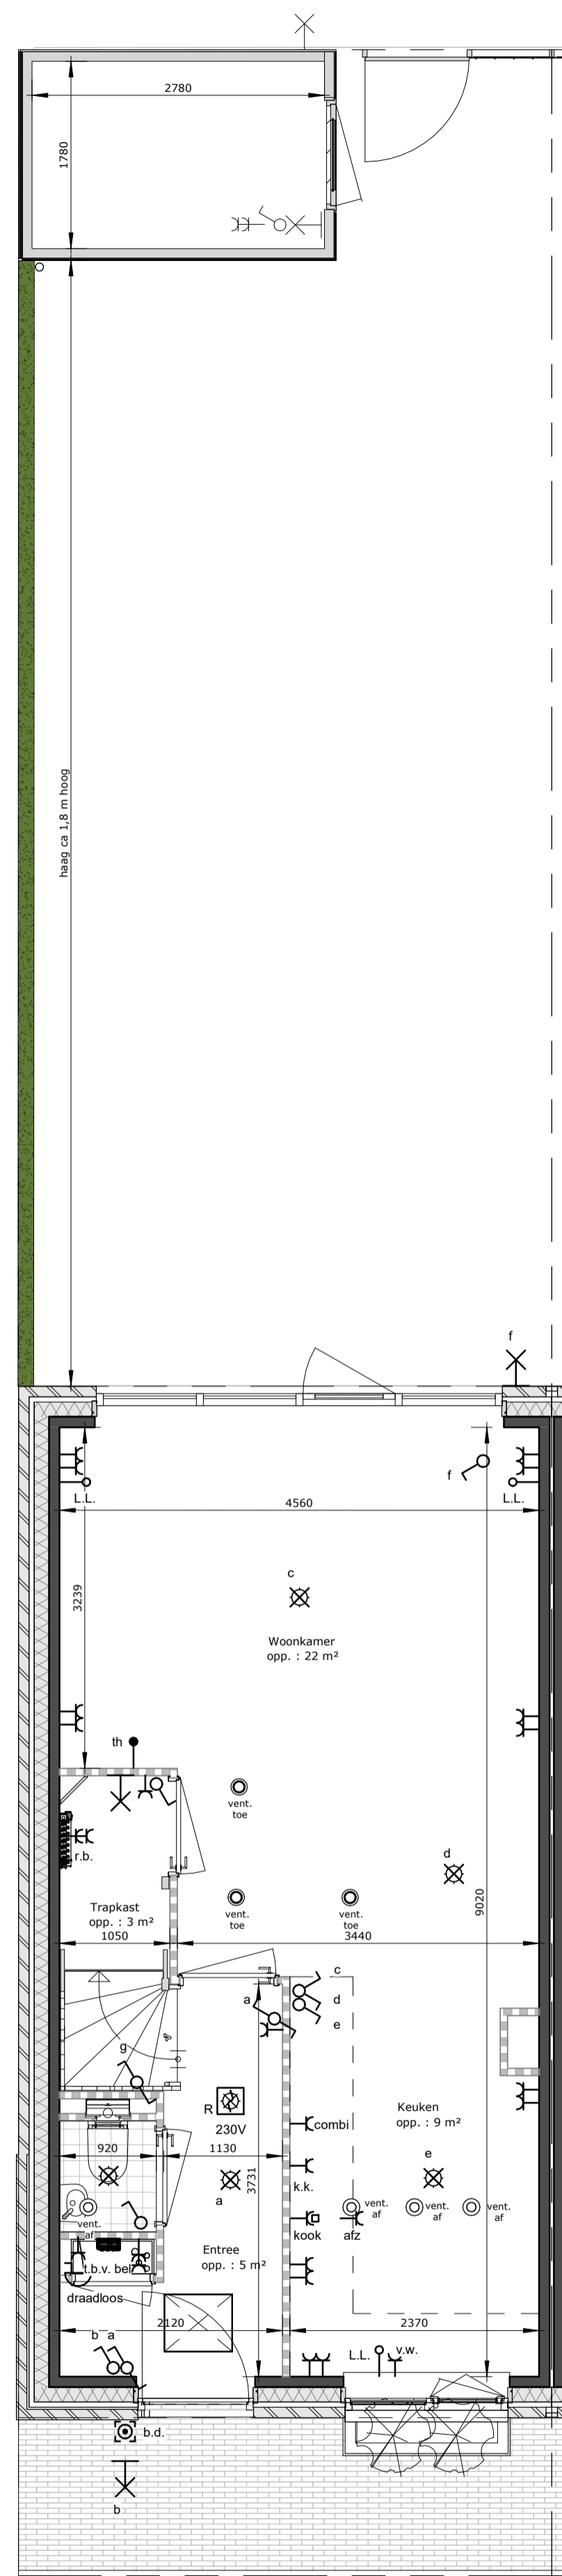 2780
1780
haag ca 1,8 m hoog
f
L.L.
f
L.L.
4560
3239
c
Woonkamer
opp. : 22 m²
th
vent.
toe
r.b.
d
9020
Trapkast
opp. : 3 m²
vent.
toe
vent.
toe
1050
3440
c
a
d
e
g
R
230V
Keuken
opp. : 9 m²
combi
920
1130
e
k.k.
a
3731
vent.
af
vent.
af
vent.
af
vent.
af
kook
afz
Entree
opp. : 5 m²
t.b.v. bel
draadloos
2120
2370
b a
L.L.
v.w.
b.d.
b